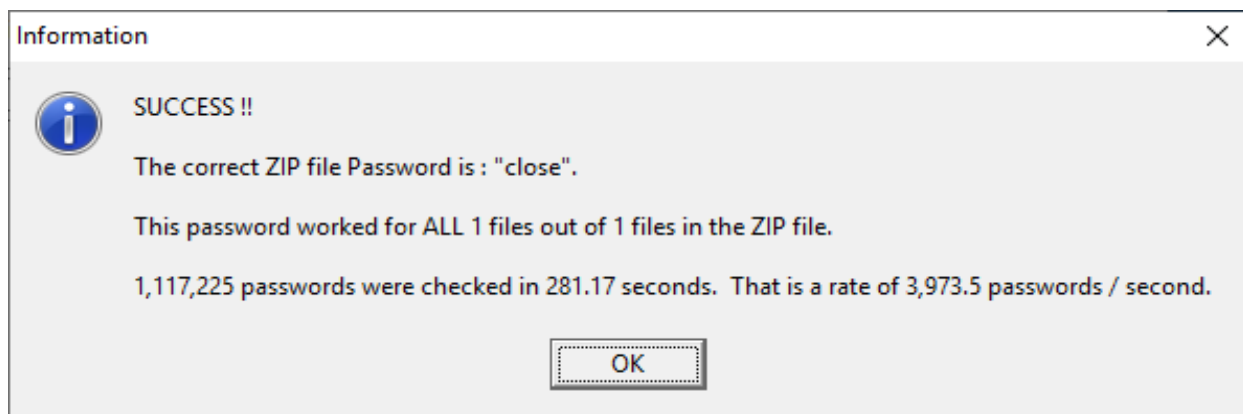 Information
SUCCESS !!
The correct ZIP file Password is : "close".
This password worked for ALL 1 files out of 1 files in the ZIP file.
1,117,225 passwords were checked in 281.17 seconds.  That is a rate of 3,973.5 passwords / second.
OK